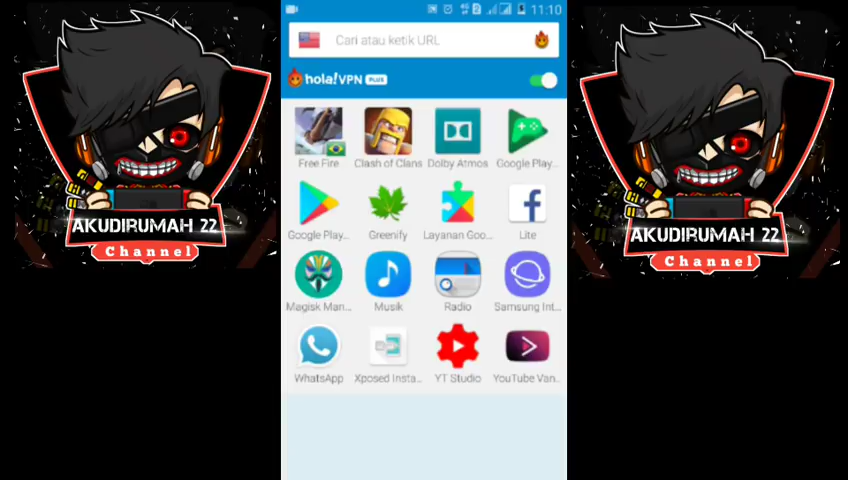 11:10
Cari atau ketik URL
hola!VPN PLUS
Free Fire
Clash of Clans
Dolby Atmos
Google Play...
Google Play...
Greenify
Layanan Goo...
Lite
Magisk Man...
Musik
Radio
Samsung Int...
WhatsApp
Xposed Insta...
YT Studio
YouTube Van...
AKUDIRUMAH 22
Channel
AKUDIRUMAH 22
Channel